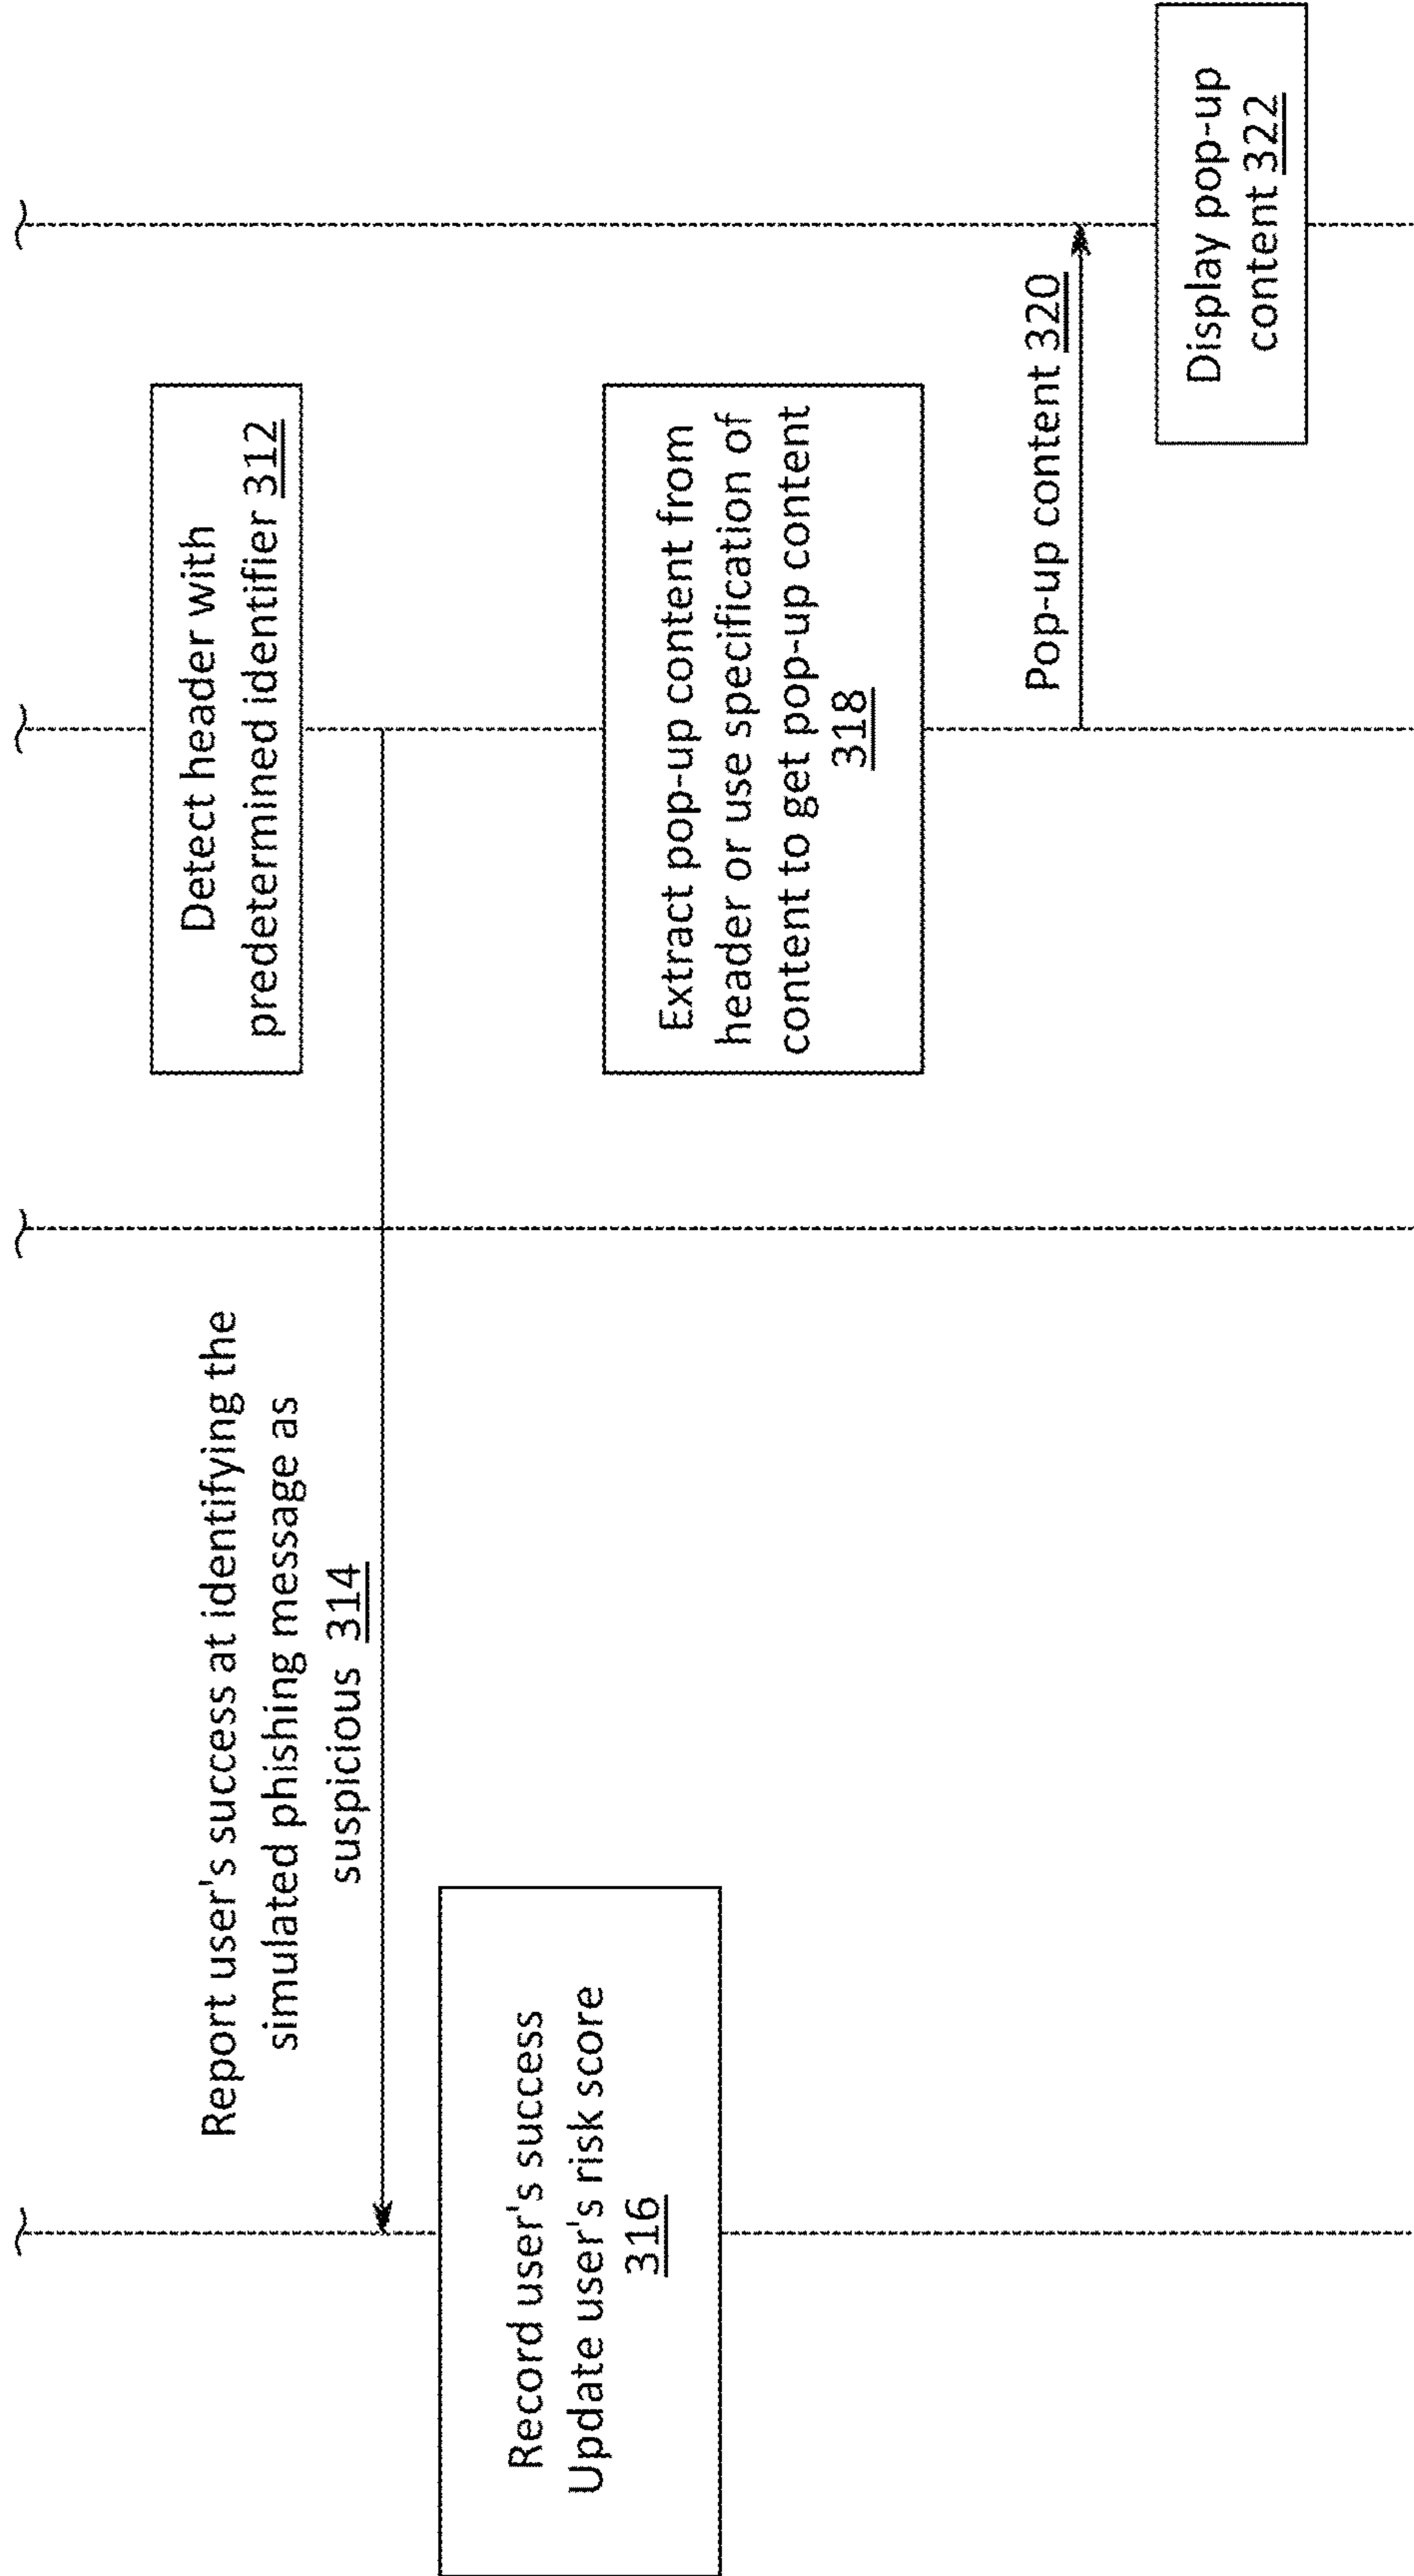 Detect header with
predetermined identifier 312
Report user's success at identifying the
simulated phishing message as
suspicious 314
Record user's success
Update user's risk score
316
Extract pop-up content from
header or use specification of
content to get pop-up content
318
Pop-up content 320
Display pop-up
content 322